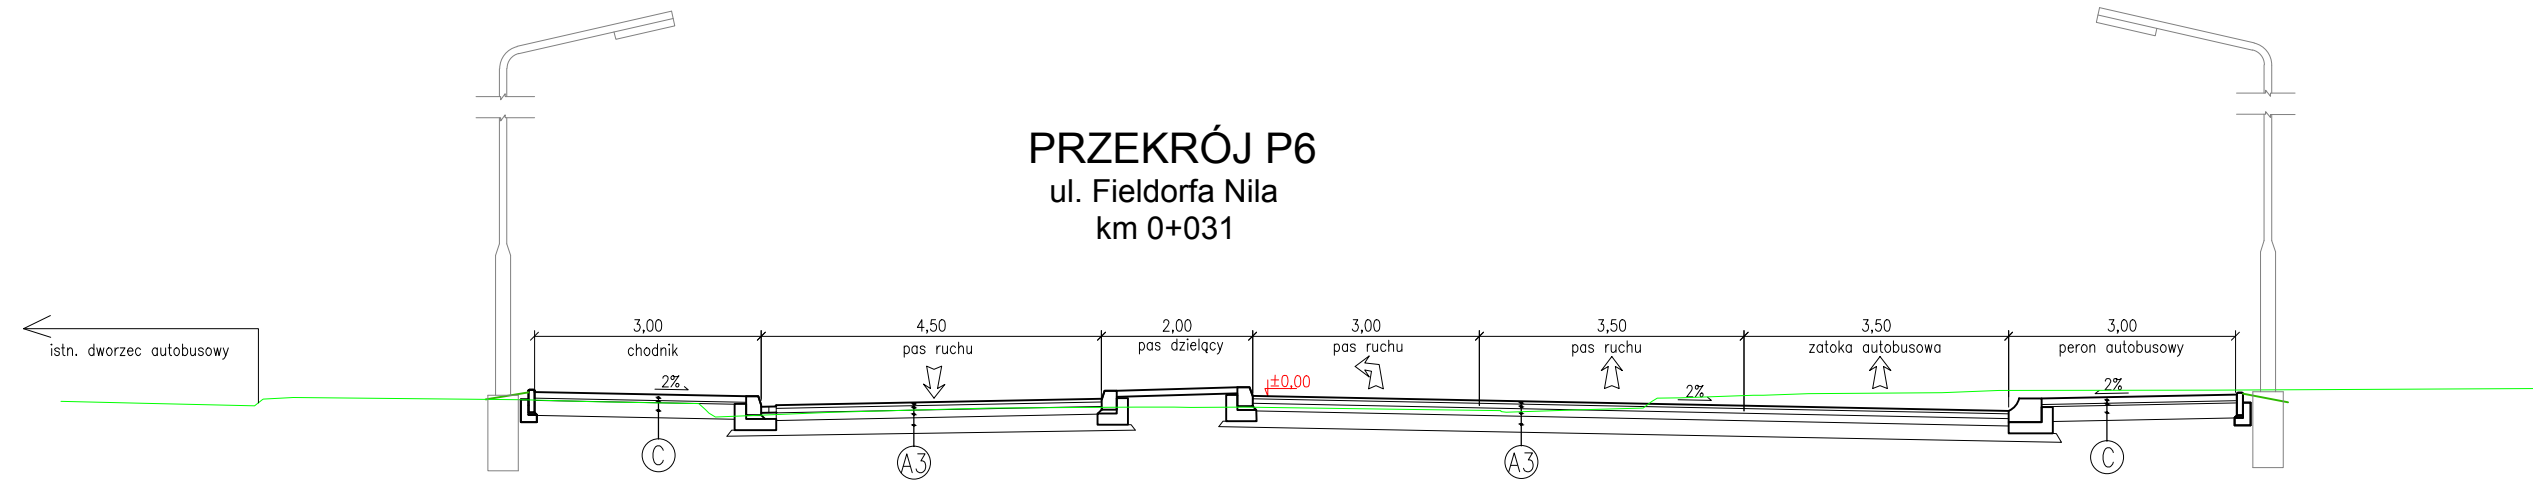 PRZEKRÓJ P6
ul. Fieldorfa Nila
km 0+031
3,00
4,50
2,00
3,00
3,50
3,50
3,00
istn. dworzec autobusowy
chodnik
pas ruchu
pas dzielący
pas ruchu
pas ruchu
zatoka autobusowa
peron autobusowy
2%
±0,00
2%
2%
C
A3
A3
C